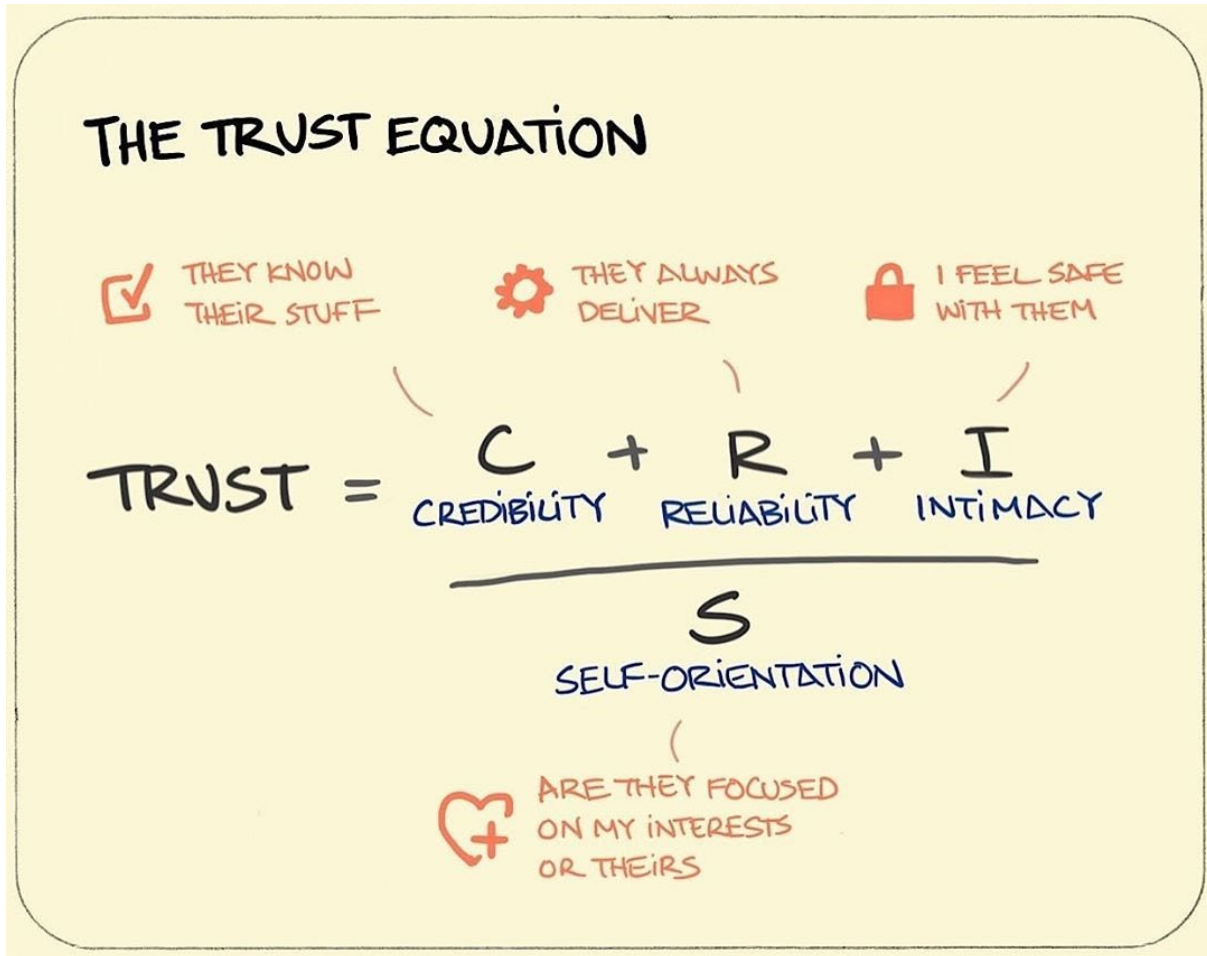 THE TRUST EQUATION
THEY KNOW
THEIR STUFF
THEY ALWAYS
DELIVER
I FEEL SAFE
WITH THEM
TRUST = C + R + I
CREDIBILITY RELIABILITY INTIMACY
S
SELF-ORIENTATION
ARE THEY FOCUSED
ON MY INTERESTS
OR THEIRS